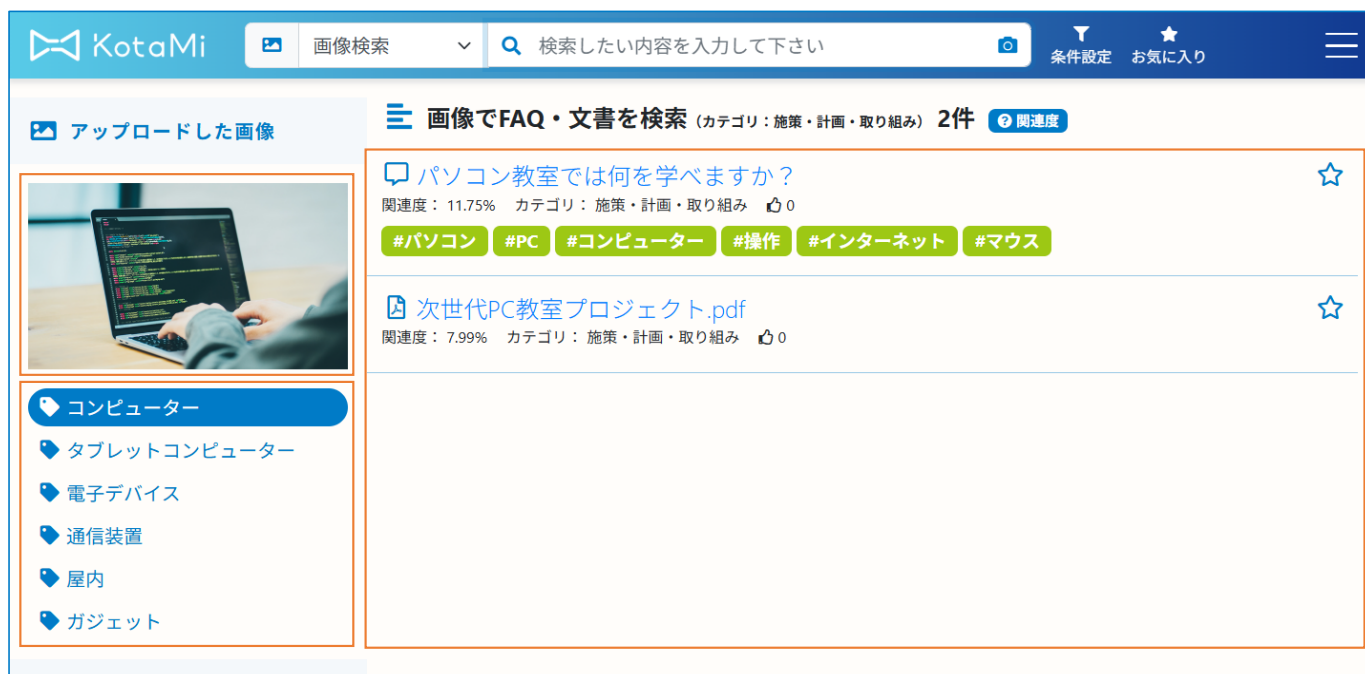 KotaMi
画像検索
検索したい内容を入力して下さい
条件設定
お気に入り
アップロードした画像
画像でFAQ・文書を検索 (カテゴリ：施策・計画・取り組み) 2件 関連度
パソコン教室では何を学べますか？
関連度： 11.75% カテゴリ： 施策・計画・取り組み 0
#パソコン #PC #コンピューター #操作 #インターネット #マウス
次世代PC教室プロジェクト.pdf
関連度： 7.99% カテゴリ： 施策・計画・取り組み 0
コンピューター
タブレットコンピューター
電子デバイス
通信装置
屋内
ガジェット